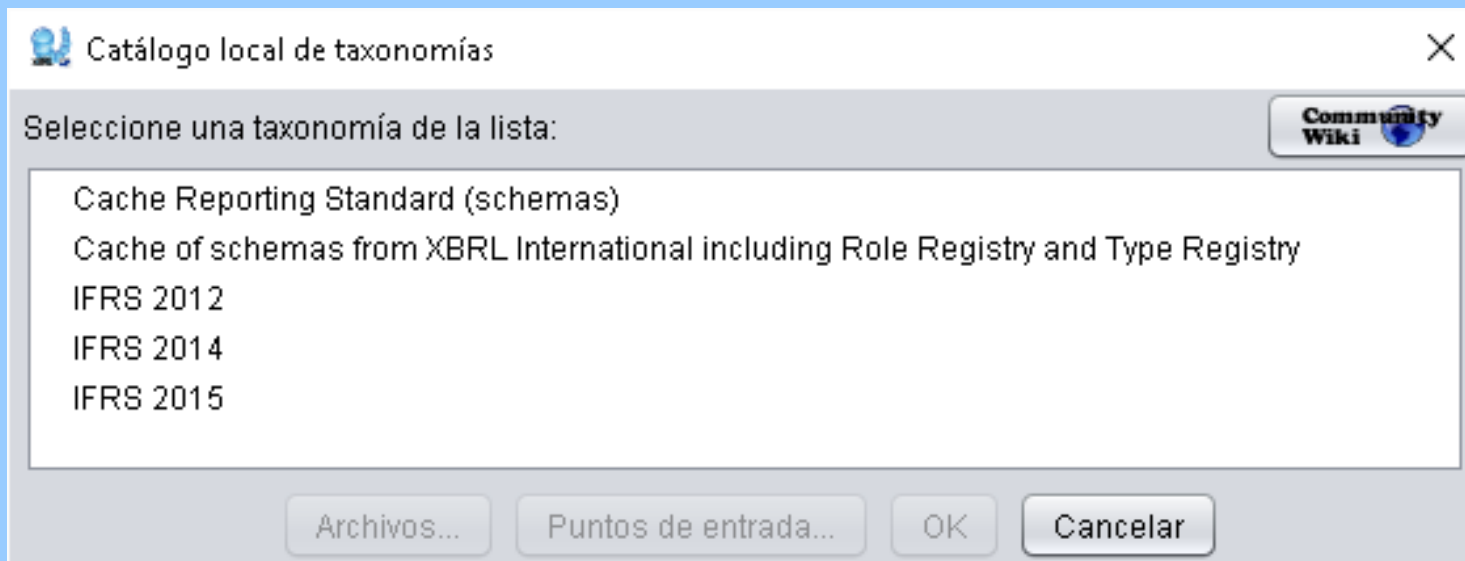 Catálogo local de taxonomías
Seleccione una taxonomía de la lista:
Community
Wiki
Cache Reporting Standard (schemas)
Cache of schemas from XBRL International including Role Registry and Type Registry
IFRS 2012
IFRS 2014
IFRS 2015
Archivos...
Puntos de entrada...
OK
Cancelar